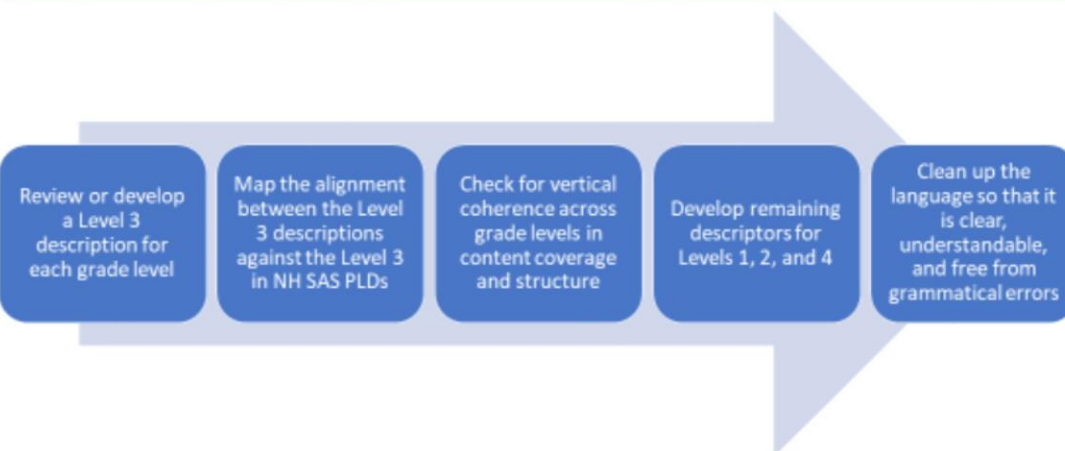 Review or develop
a Level 3
description for
each grade level
Map the alignment
between the Level
3 descriptions
against the Level 3
in NH SAS PLDs
Check for vertical
coherence across
grade levels in
content coverage
and structure
Develop remaining
descriptors for
Levels 1, 2, and 4
Clean up the
language so that it
is clear,
understandable,
and free from
grammatical errors